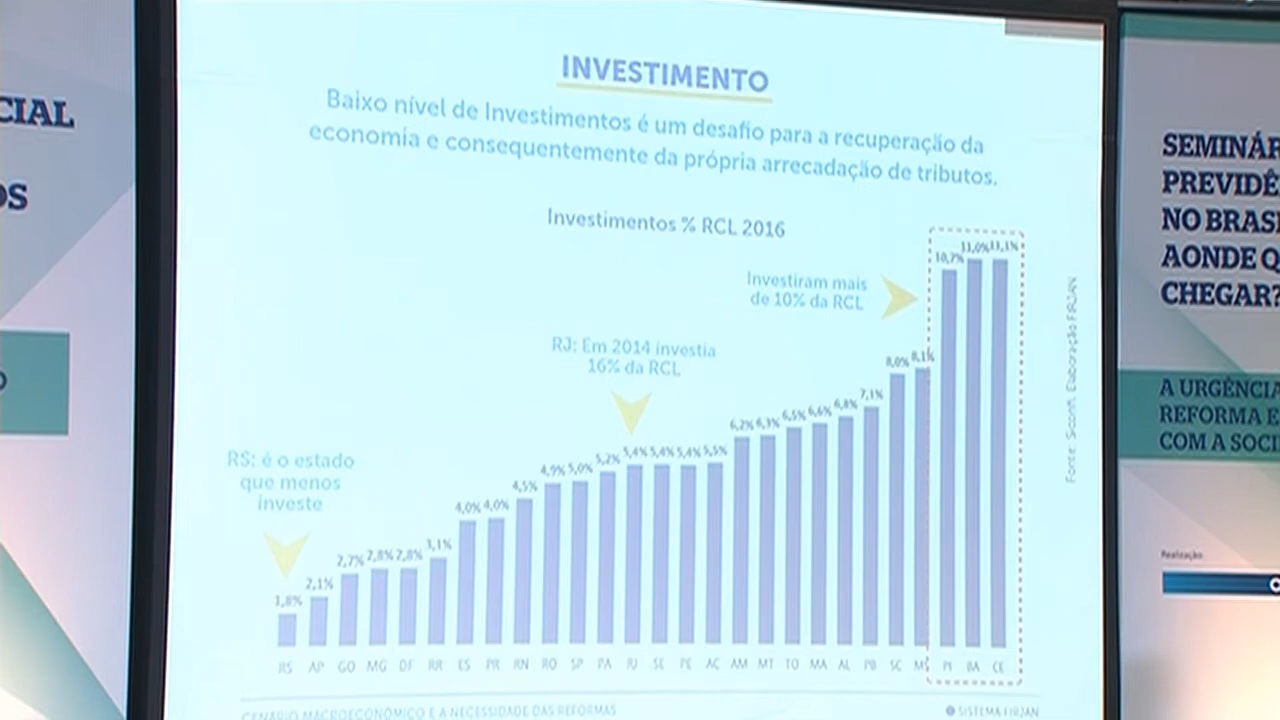 CIAL
OS
INVESTIMENTO
Baixo nível de Investimentos é um desafio para a recuperação da
economia e consequentemente da própria arrecadação de tributos.
Investimentos % RCL 2016
Investiram mais
de 10% da RCL
RJ: Em 2014 investia
16% da RCL
RS: é o estado
que menos
investe
1,8% 2,1% 2,7% 2,8% 2,8% 3,1% 4,0% 4,0% 4,5% 4,9% 5,0% 5,2% 5,4% 5,4% 5,4% 5,5% 6,2% 6,3% 6,5% 6,6% 6,8% 7,1% 8,0% 8,1% 10,7% 11,0% 11,1%
RS AP GO MG DF RR ES PR RN RO SP PA RJ SE PE AC AM MT TO MA AL PB SC PI BA CE
Fonte: Siconfi. Elaboração FIRJAN
CENÁRIO MACROECONÔMICO E A NECESSIDADE DAS REFORMAS
SISTEMA FIRJAN
SEMINÁR
PREVIDÊ
NO BRASI
AONDE Q
CHEGAR?
A URGÊNCIA
REFORMA E
COM A SOCI
Realização: